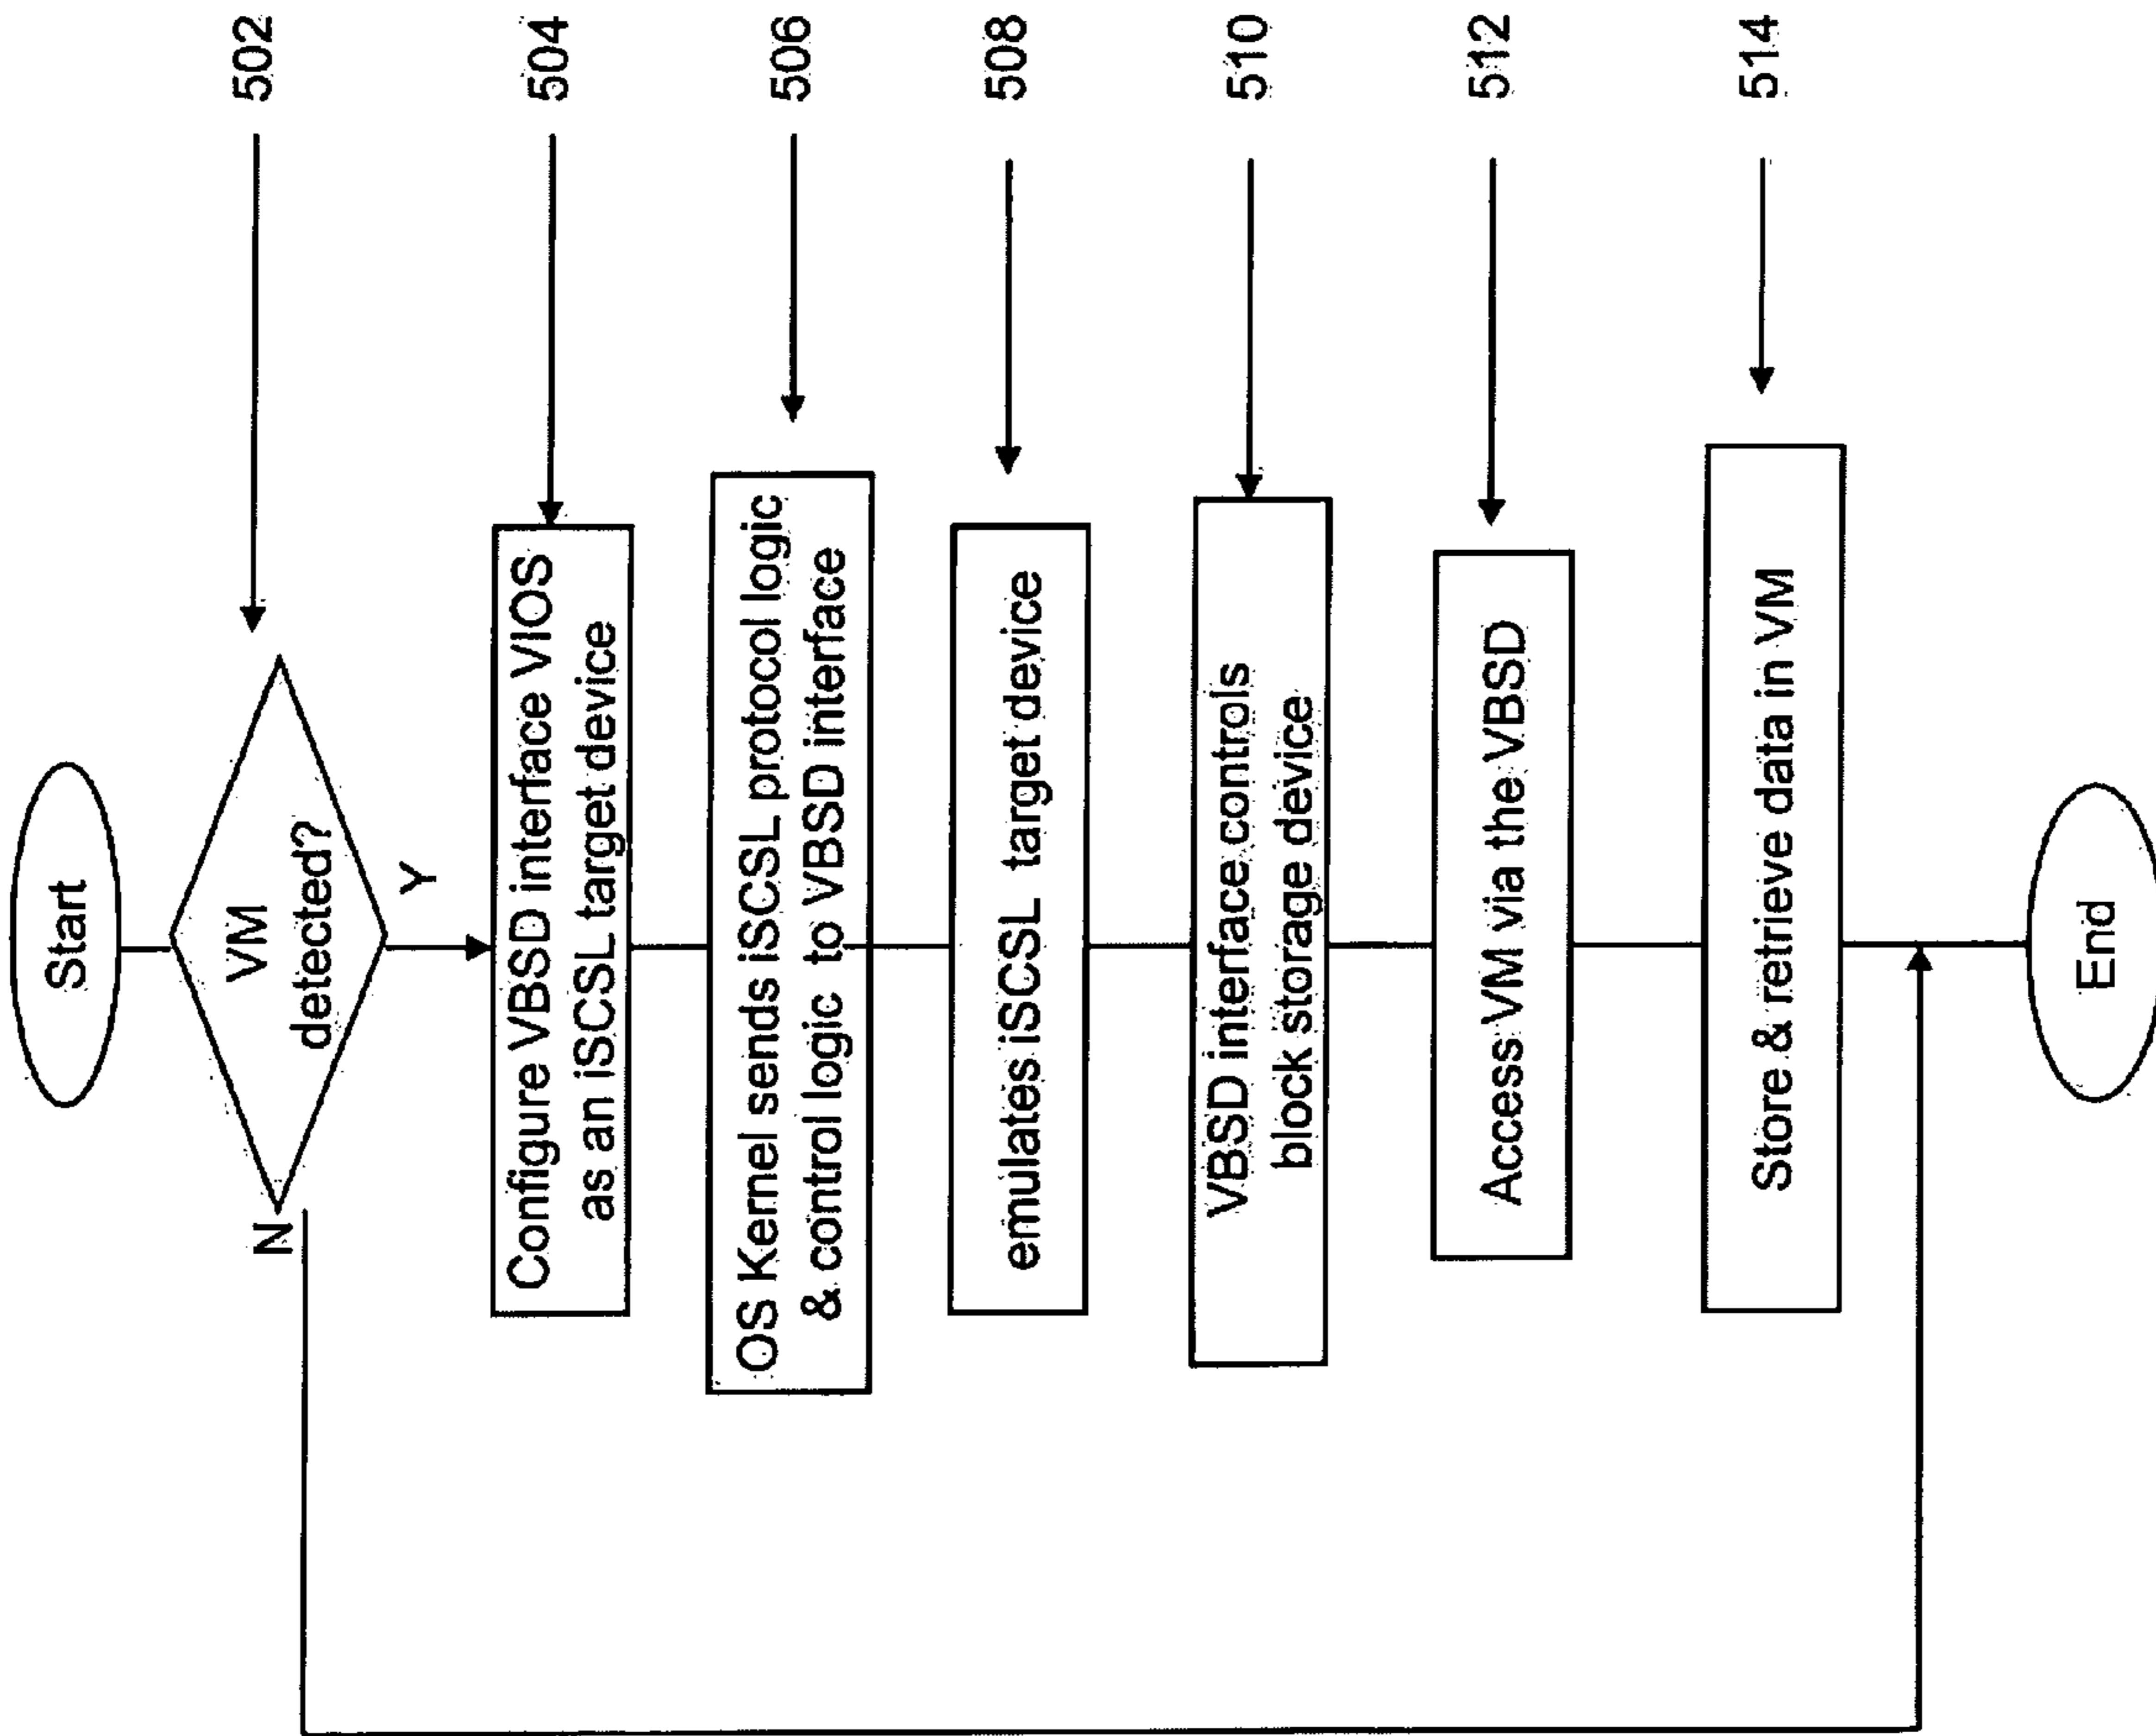 Start
VM
detected?
N
Y
502
Configure VBSD interface VIOS
as an iSCSL target device
504
OS Kernel sends iSCSL protocol logic
& control logic to VBSD interface
506
emulates iSCSL target device
508
VBSD interface controls
block storage device
510
Access VM via the VBSD
512
Store & retrieve data in VM
514
End